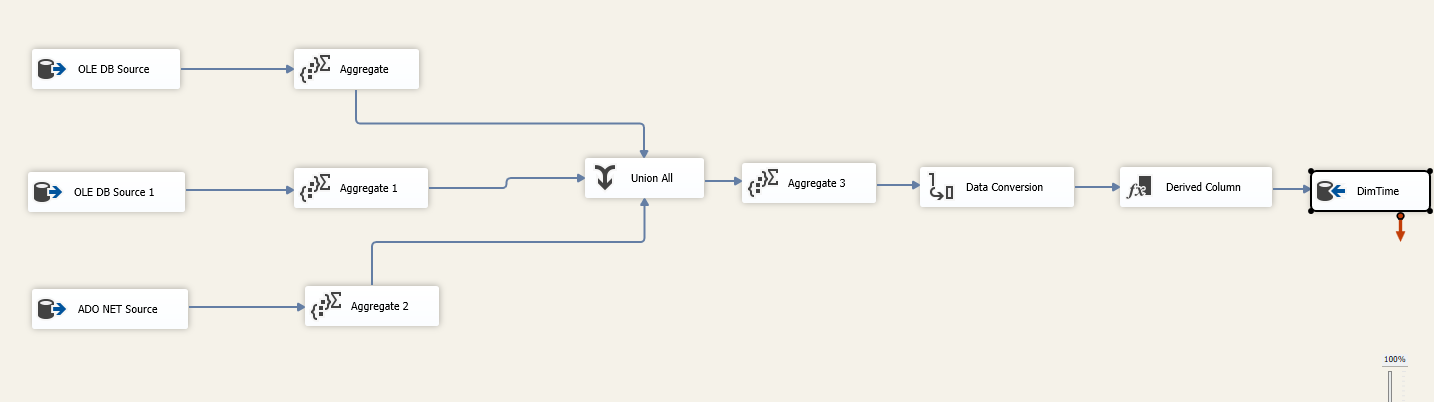 OLE DB Source
Aggregate
OLE DB Source 1
Aggregate 1
Union All
Aggregate 3
Data Conversion
Derived Column
DimTime
ADO NET Source
Aggregate 2
100%